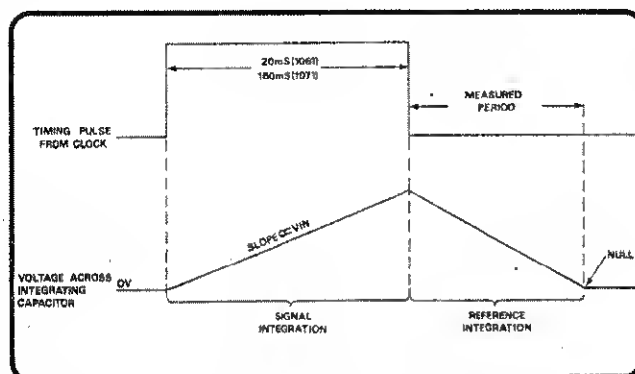 20mS (1061)
160mS (1071)
MEASURED
PERIOD
TIMING PULSE
FROM CLOCK
SLOPE∝VIN
NULL
VOLTAGE ACROSS
INTEGRATING
CAPACITOR
0V
SIGNAL
INTEGRATION
REFERENCE
INTEGRATION